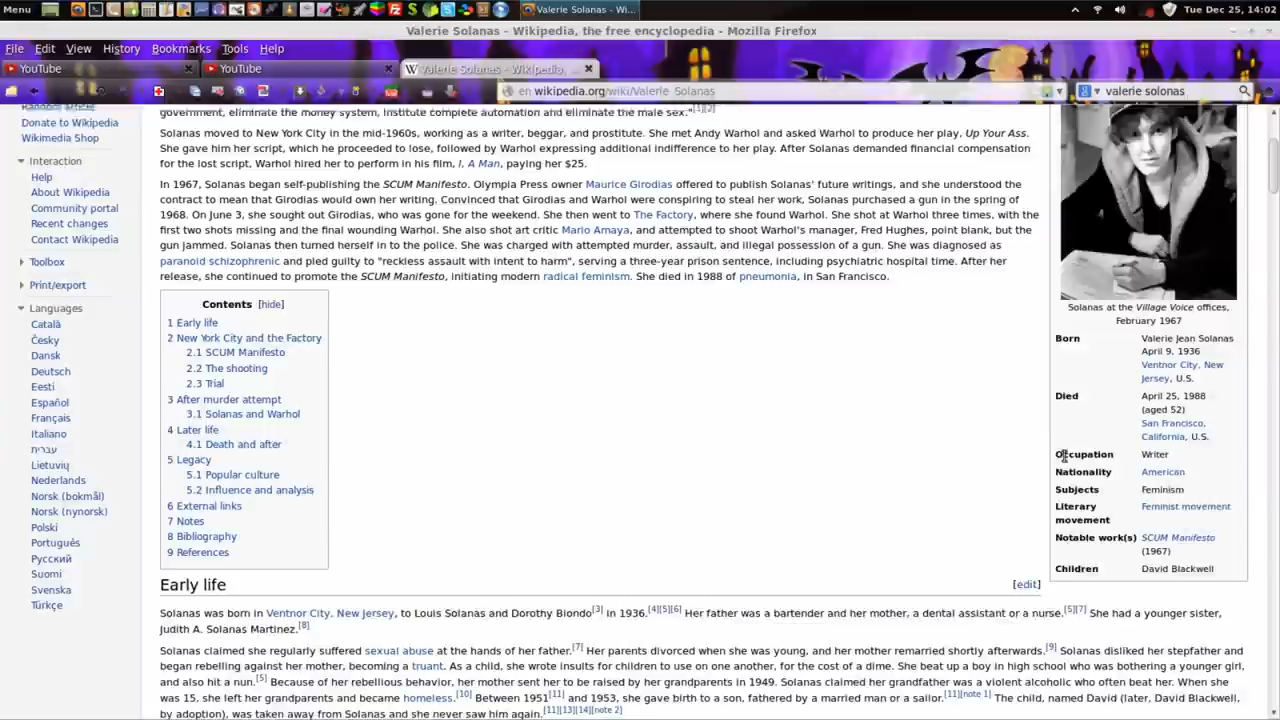 Menu
Valerie Solanas - Wi...
Tue Dec 25, 14:02
Valerie Solanas - Wikipedia, the free encyclopedia - Mozilla Firefox
File Edit View History Bookmarks Tools Help
YouTube
YouTube
Valerie Solanas - Wikipedia, ...
en.wikipedia.org/wiki/Valerie_Solanas
valerie solanas
Random article
Donate to Wikipedia
Wikimedia Shop
Interaction
Help
About Wikipedia
Community portal
Recent changes
Contact Wikipedia
Toolbox
Print/export
Languages
Català
Česky
Dansk
Deutsch
Eesti
Español
Français
Italiano
עברית
Lietuvių
Nederlands
Norsk (bokmål)
Norsk (nynorsk)
Polski
Português
Русский
Suomi
Svenska
Türkçe
government, eliminate the money system, institute complete automation and eliminate the male sex."[1][2]
Solanas moved to New York City in the mid-1960s, working as a writer, beggar, and prostitute. She met Andy Warhol and asked Warhol to produce her play, Up Your Ass.
She gave him her script, which he proceeded to lose, followed by Warhol expressing additional indifference to her play. After Solanas demanded financial compensation
for the lost script, Warhol hired her to perform in his film, I, A Man, paying her $25.
In 1967, Solanas began self-publishing the SCUM Manifesto. Olympia Press owner Maurice Girodias offered to publish Solanas' future writings, and she understood the
contract to mean that Girodias would own her writing. Convinced that Girodias and Warhol were conspiring to steal her work, Solanas purchased a gun in the spring of
1968. On June 3, she sought out Girodias, who was gone for the weekend. She then went to The Factory, where she found Warhol. She shot at Warhol three times, with the
first two shots missing and the final wounding Warhol. She also shot art critic Mario Amaya, and attempted to shoot Warhol's manager, Fred Hughes, point blank, but the
gun jammed. Solanas then turned herself in to the police. She was charged with attempted murder, assault, and illegal possession of a gun. She was diagnosed as
paranoid schizophrenic and pled guilty to "reckless assault with intent to harm", serving a three-year prison sentence, including psychiatric hospital time. After her
release, she continued to promote the SCUM Manifesto, initiating modern radical feminism. She died in 1988 of pneumonia, in San Francisco.
Contents [hide]
1 Early life
2 New York City and the Factory
2.1 SCUM Manifesto
2.2 The shooting
2.3 Trial
3 After murder attempt
3.1 Solanas and Warhol
4 Later life
4.1 Death and after
5 Legacy
5.1 Popular culture
5.2 Influence and analysis
6 External links
7 Notes
8 Bibliography
9 References
Solanas at the Village Voice offices,
February 1967
Born Valerie Jean Solanas
April 9, 1936
Ventnor City, New
Jersey, U.S.
Died April 25, 1988
(aged 52)
San Francisco,
California, U.S.
Occupation Writer
Nationality American
Subjects Feminism
Literary Feminist movement
movement
Notable work(s) SCUM Manifesto
(1967)
Children David Blackwell
Early life [edit]
Solanas was born in Ventnor City, New Jersey, to Louis Solanas and Dorothy Biondo[3] in 1936.[4][5][6] Her father was a bartender and her mother, a dental assistant or a nurse.[5][7] She had a younger sister,
Judith A. Solanas Martinez.[8]
Solanas claimed she regularly suffered sexual abuse at the hands of her father.[7] Her parents divorced when she was young, and her mother remarried shortly afterwards.[9] Solanas disliked her stepfather and
began rebelling against her mother, becoming a truant. As a child, she wrote insults for children to use on one another, for the cost of a dime. She beat up a boy in high school who was bothering a younger girl,
and also hit a nun.[5] Because of her rebellious behavior, her mother sent her to be raised by her grandparents in 1949. Solanas claimed her grandfather was a violent alcoholic who often beat her. When she
was 15, she left her grandparents and became homeless.[10] Between 1951[11] and 1953, she gave birth to a son, fathered by a married man or a sailor.[11][note 1] The child, named David (later, David Blackwell,
by adoption), was taken away from Solanas and she never saw him again.[11][13][14][note 2]